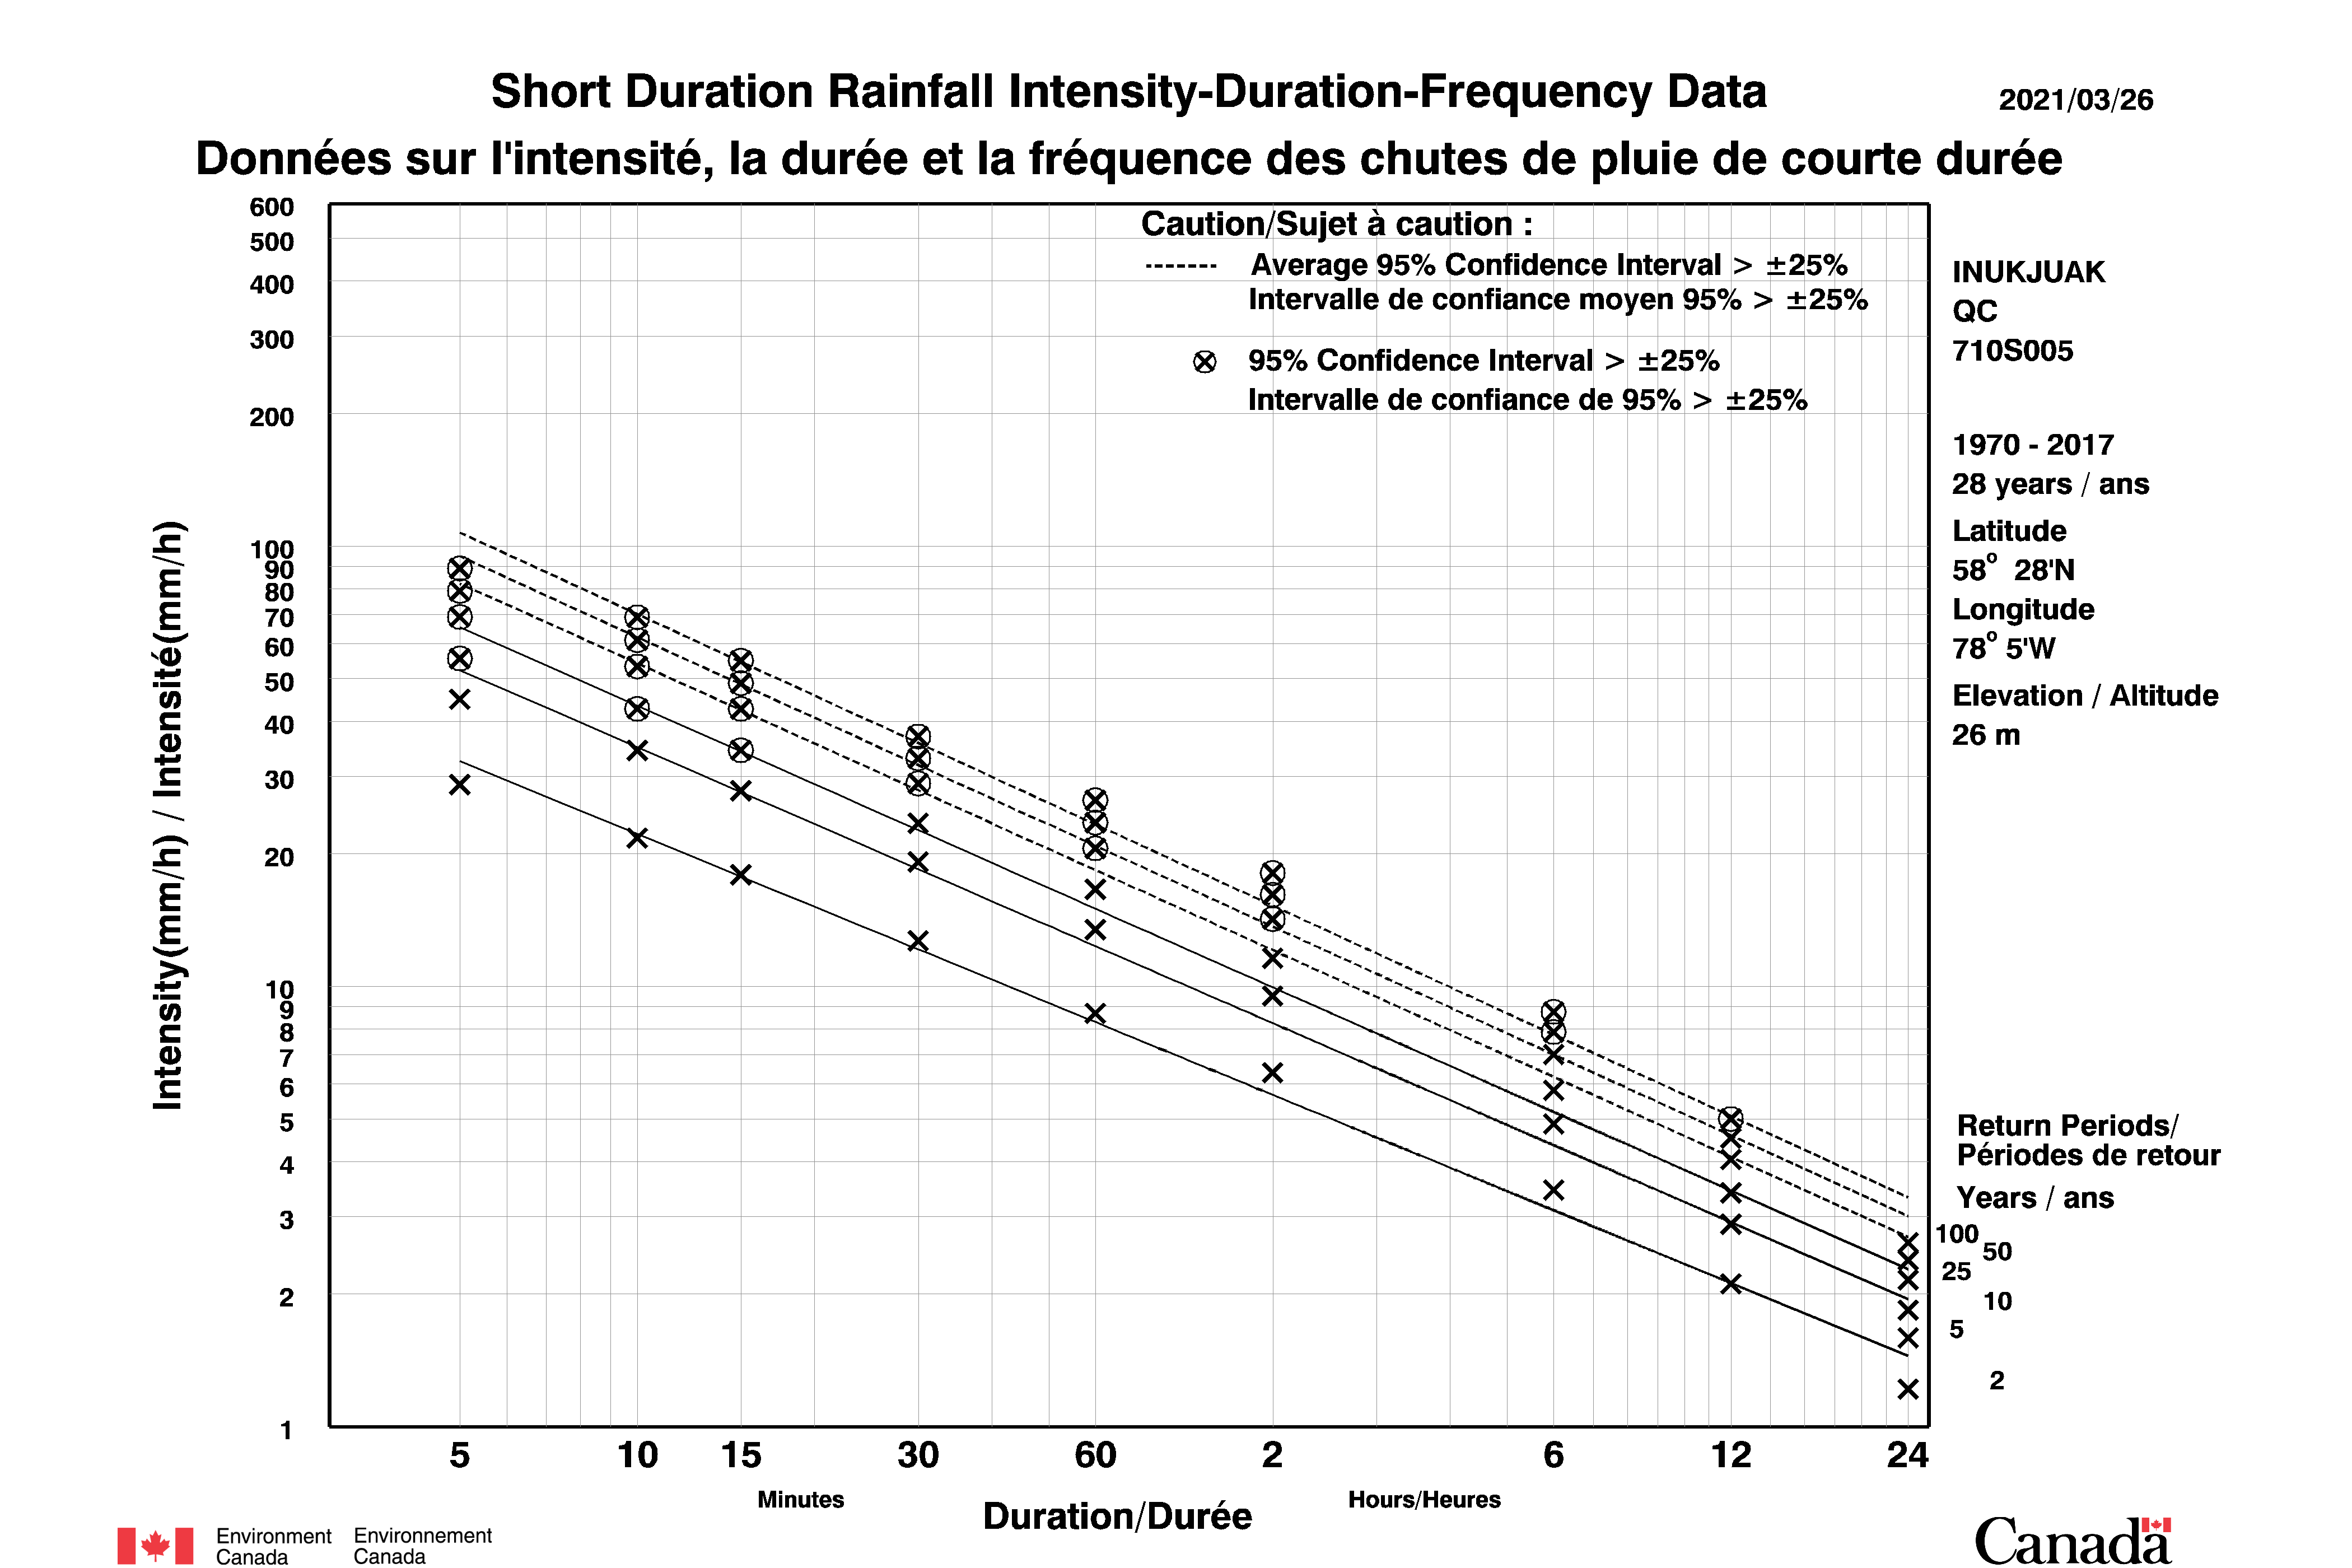 Short Duration Rainfall Intensity-Duration-Frequency Data
2021/03/26
Données sur l'intensité, la durée et la fréquence des chutes de pluie de courte durée
Caution/Sujet à caution :
Average 95% Confidence Interval > ±25%
Intervalle de confiance moyen 95% > ±25%
95% Confidence Interval > ±25%
Intervalle de confiance de 95% > ±25%
INUKJUAK
QC
710S005
1970 - 2017
28 years / ans
Latitude
58° 28'N
Longitude
78° 5'W
Elevation / Altitude
26 m
Return Periods/
Périodes de retour
Years / ans
100
50
25
10
5
2
Intensity(mm/h) / Intensité(mm/h)
600
500
400
300
200
100
90
80
70
60
50
40
30
20
10
9
8
7
6
5
4
3
2
1
5 10 15 30 60 2 6 12 24
Minutes
Hours/Heures
Duration/Durée
Environment Environnement
Canada Canada
Canada